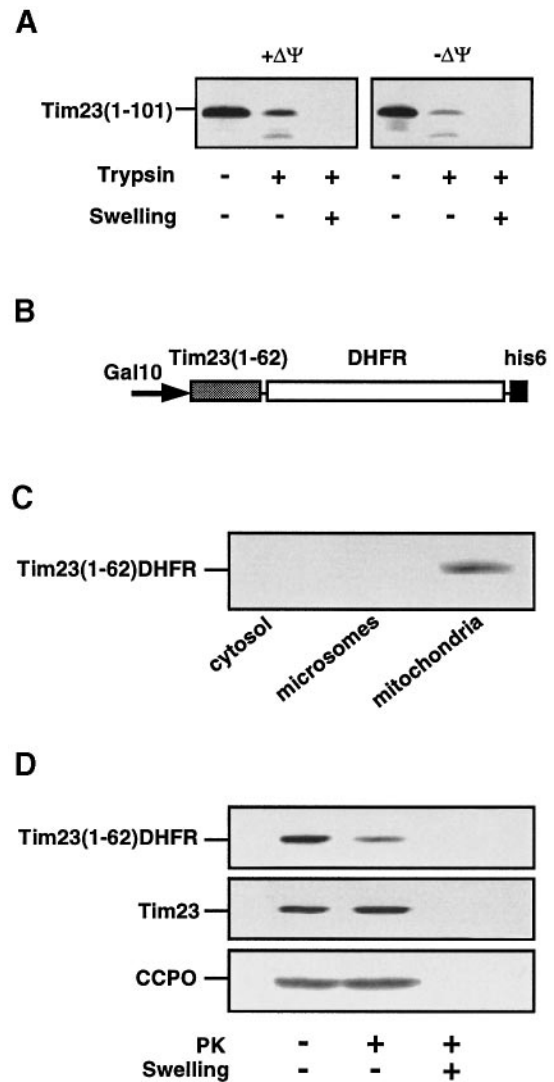 A
+ΔΨ -ΔΨ
Tim23(1-101)
Trypsin - + + - + +
Swelling - - + - - +
B
Gal10 Tim23(1-62) DHFR his6
C
Tim23(1-62)DHFR
cytosol microsomes mitochondria
D
Tim23(1-62)DHFR
Tim23
CCPO
PK - + +
Swelling - - +